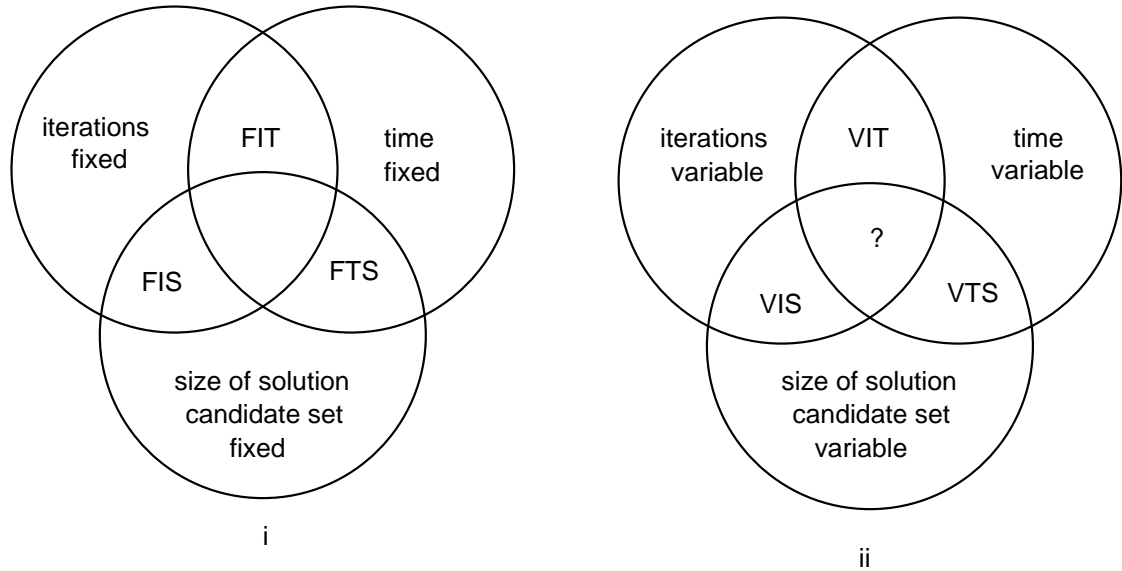 iterations
fixed
FIT
time
fixed
FIS
FTS
size of solution
candidate set
fixed
i
iterations
variable
VIT
time
variable
?
VIS
VTS
size of solution
candidate set
variable
ii